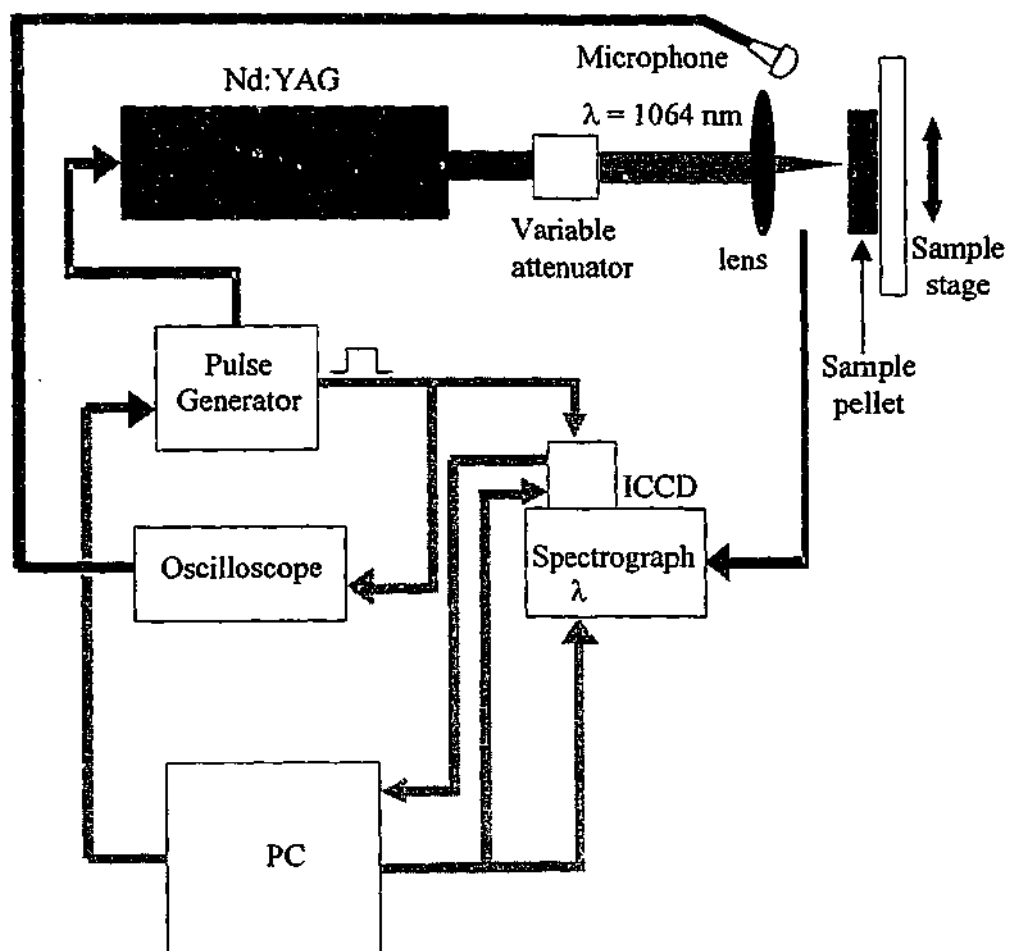 Microphone
Nd:YAG
λ = 1064 nm
Variable
attenuator
lens
Sample
stage
Sample
pellet
Pulse
Generator
ICCD
Oscilloscope
Spectrograph
λ
PC